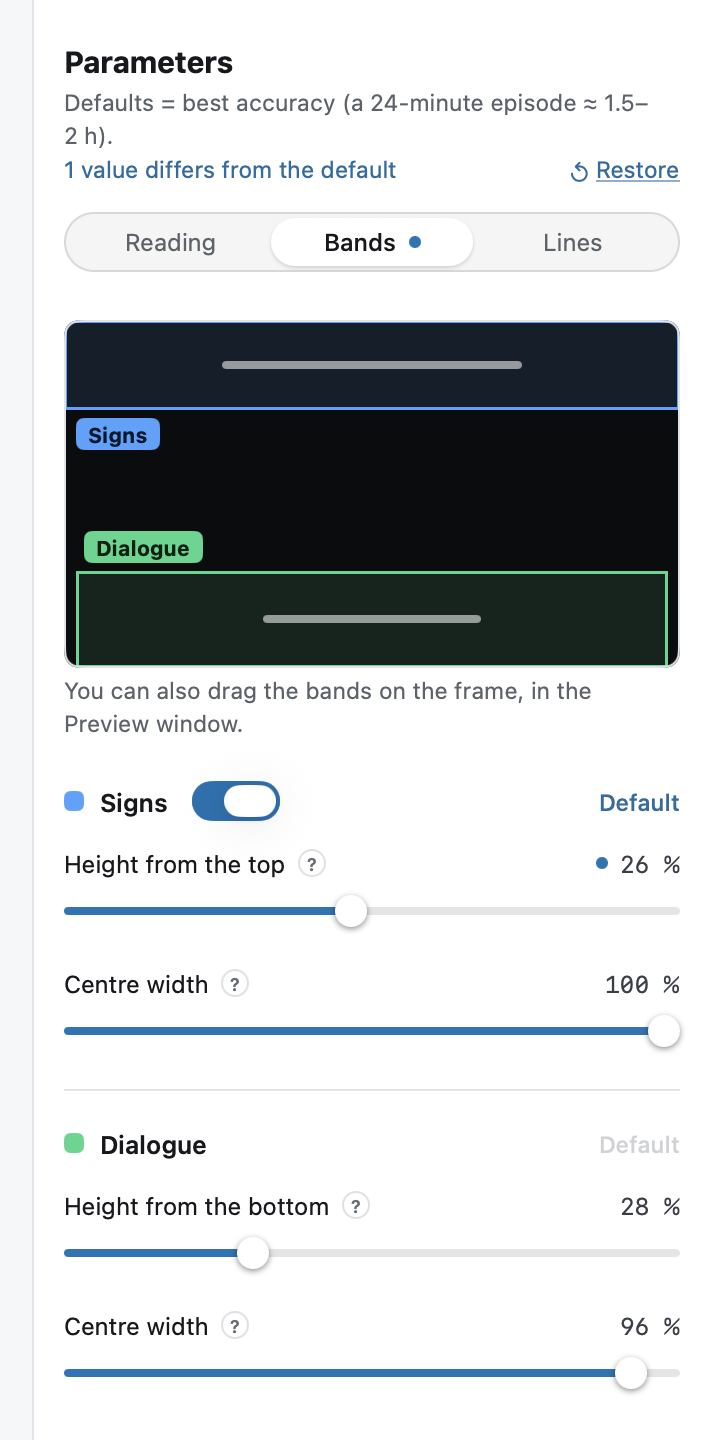 Parameters
Defaults = best accuracy (a 24-minute episode ≈ 1.5–
2 h).
1 value differs from the default
Restore
Reading
Bands
Lines
Signs
Dialogue
You can also drag the bands on the frame, in the
Preview window.
Signs
Default
Height from the top ?
26 %
Centre width ?
100 %
Dialogue
Default
Height from the bottom ?
28 %
Centre width ?
96 %